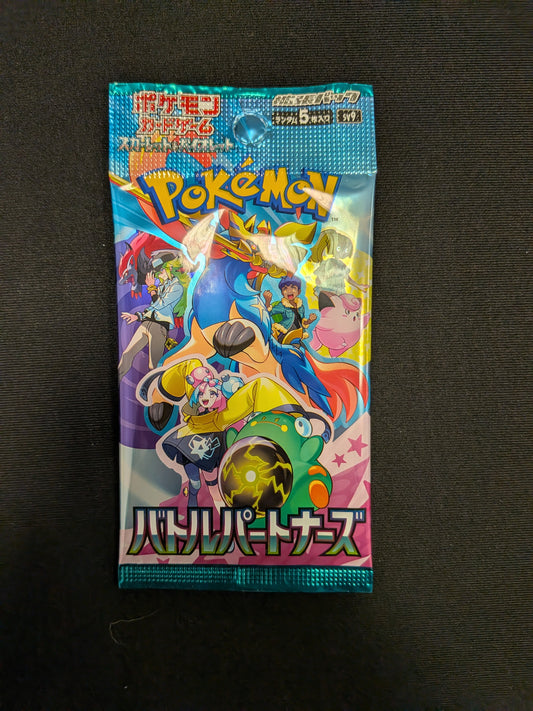 ポケモン
カードゲーム
スカーレット&バイオレット
拡張パック
ランダム5枚入り
SV9
POKéMON
TM
バトルパートナーズ